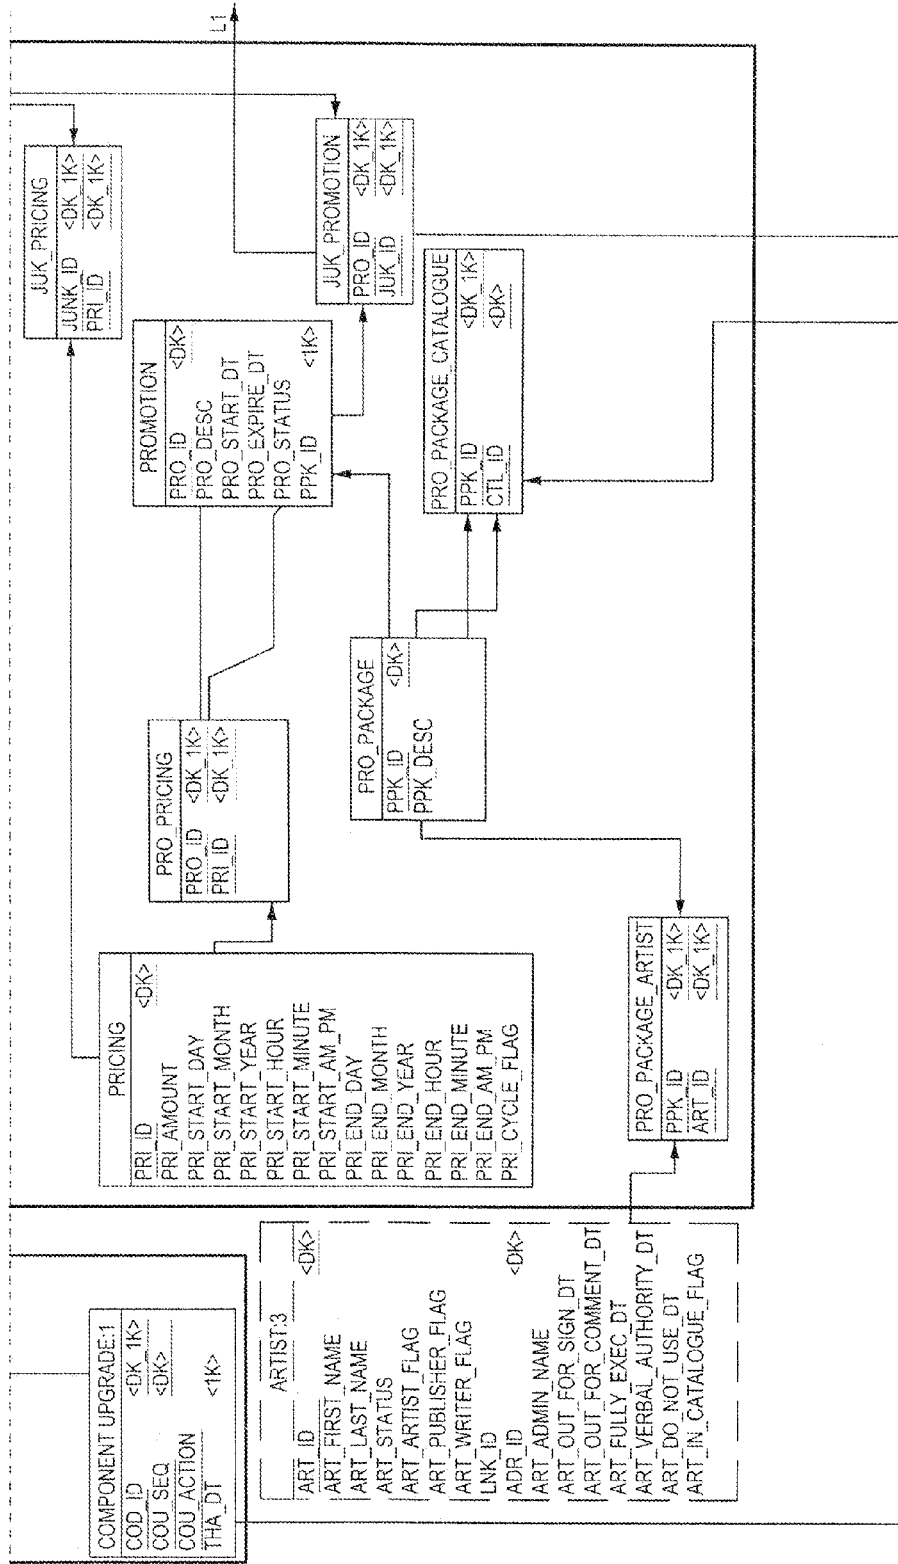 COMPONENT UPGRADE:1
COD_ID <DK_1K>
COU_SEQ <DK>
COU_ACTION
THA_DT <1K>
ARTIST:3
ART_ID <DK>
ART_FIRST_NAME
ART_LAST_NAME
ART_STATUS
ART_ARTIST_FLAG
ART_PUBLISHER_FLAG
ART_WRITER_FLAG
LNK_ID
ADR_ID <DK>
ART_ADMIN_NAME
ART_OUT_FOR_SIGN_DT
ART_OUT_FOR_COMMENT_DT
ART_FULLY_EXEC_DT
ART_VERBAL_AUTHORITY_DT
ART_DO_NOT_USE_DT
ART_IN_CATALOGUE_FLAG
PRICING
PRI_ID <DK>
PRI_AMOUNT
PRI_START_DAY
PRI_START_MONTH
PRI_START_YEAR
PRI_START_HOUR
PRI_START_MINUTE
PRI_START_AM_PM
PRI_END_DAY
PRI_END_MONTH
PRI_END_YEAR
PRI_END_HOUR
PRI_END_MINUTE
PRI_END_AM_PM
PRI_CYCLE_FLAG
PRO_PACKAGE_ARTIST
PPK_ID <DK_1K>
ART_ID <DK_1K>
PRO_PRICING
PRO_ID <DK_1K>
PRI_ID <DK_1K>
PRO_PACKAGE
PPK_ID <DK>
PPK_DESC
PROMOTION
PRO_ID <DK>
PRO_DESC
PRO_START_DT
PRO_EXPIRE_DT
PRO_STATUS
PPK_ID <1K>
PRO_PACKAGE_CATALOGUE
PPK_ID <DK_1K>
CTL_ID <DK>
JUK_PRICING
JUNK_ID <DK_1K>
PRI_ID <DK_1K>
JUK_PROMOTION
PRO_ID <DK_1K>
JUK_ID <DK_1K>
L1